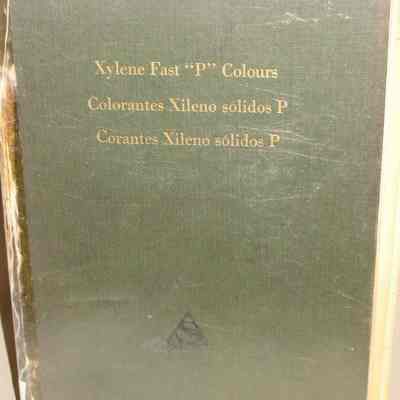 Xylene Fast “P” Colours
Colorantes Xileno sólidos P
Corantes Xileno sólidos P